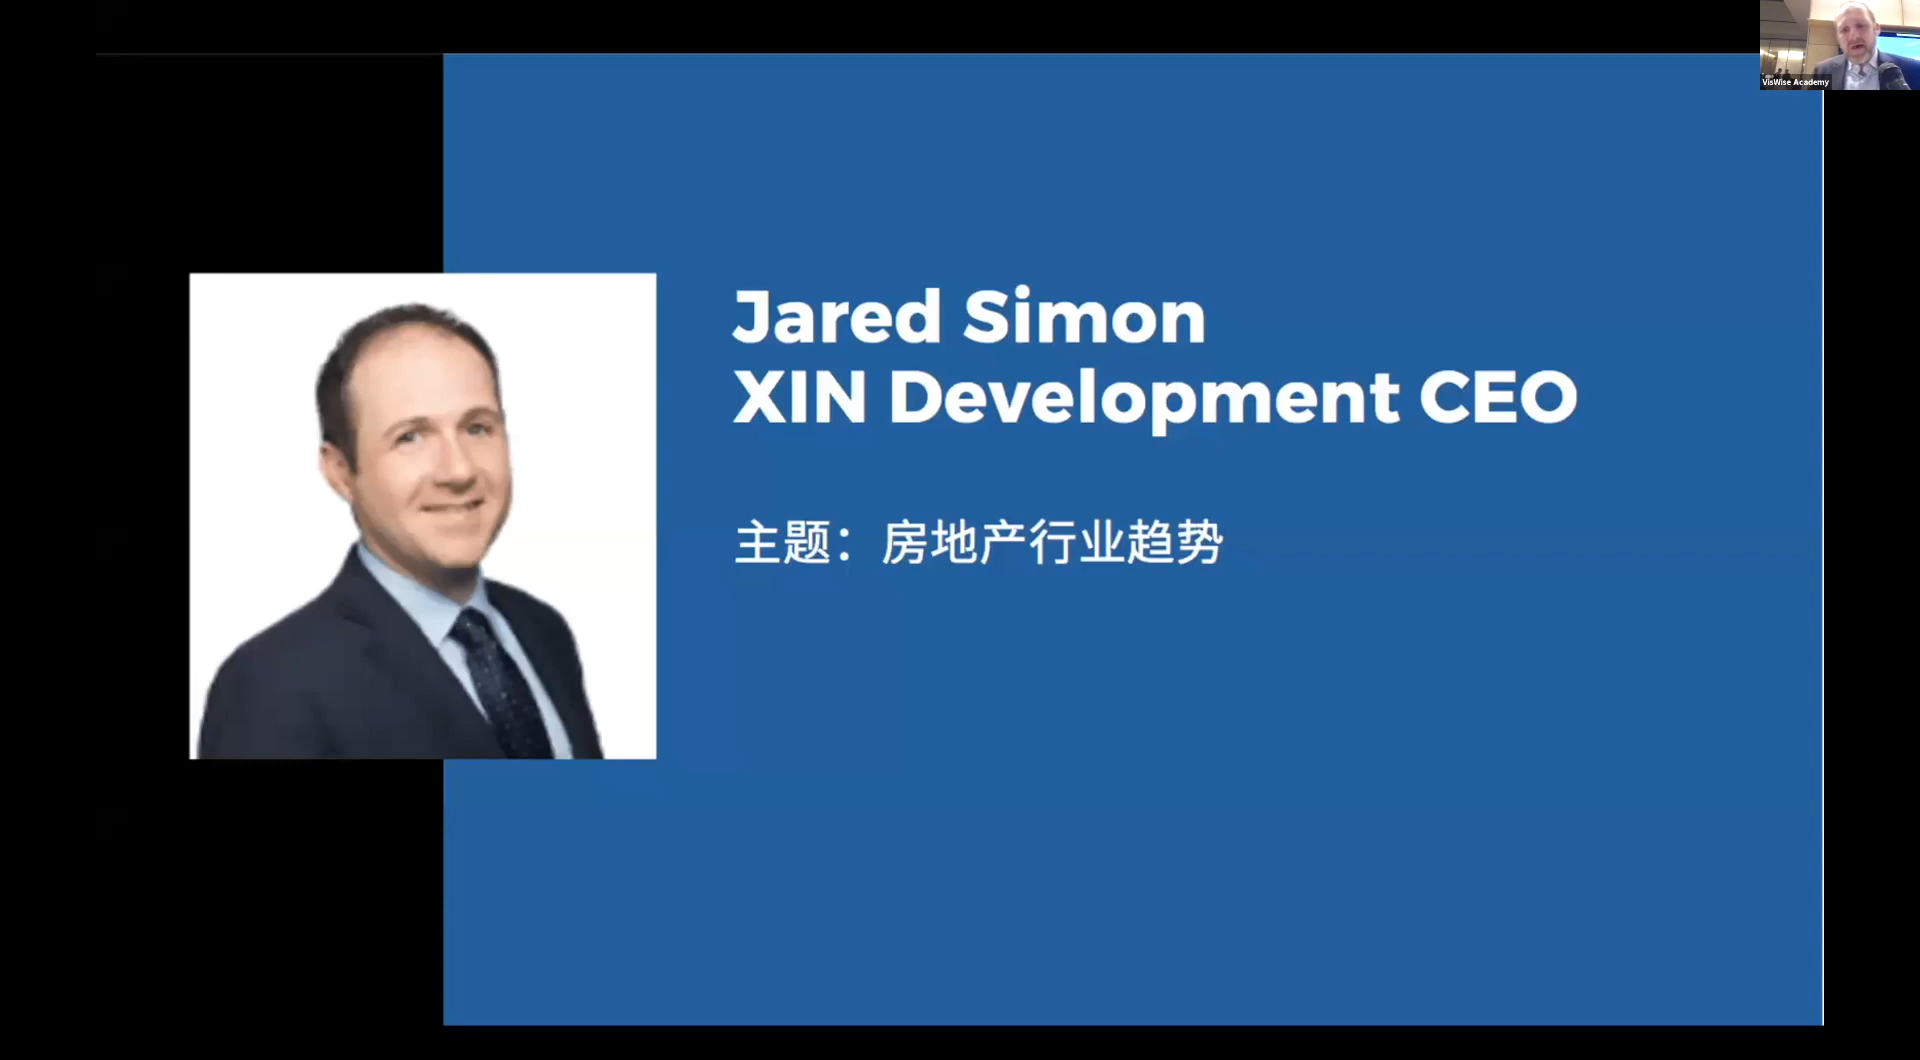 VisWise Academy
Jared Simon
XIN Development CEO
主题：房地产行业趋势